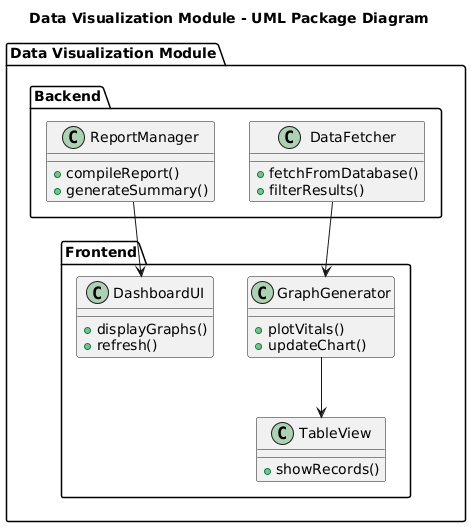 Data Visualization Module - UML Package Diagram
Data Visualization Module
Backend
C ReportManager
compileReport()
generateSummary()
C DataFetcher
fetchFromDatabase()
filterResults()
Frontend
C DashboardUI
displayGraphs()
refresh()
C GraphGenerator
plotVitals()
updateChart()
C TableView
showRecords()